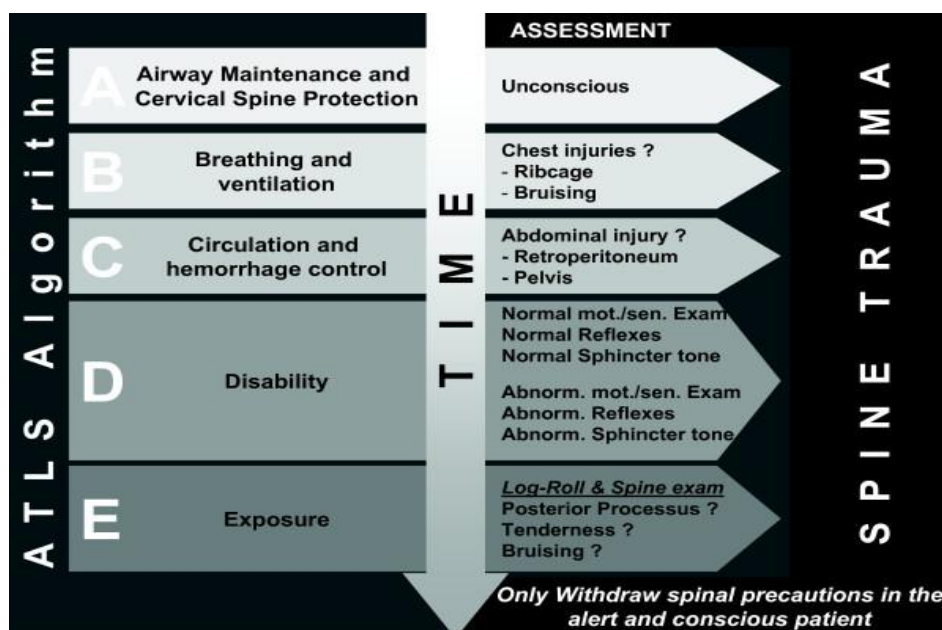 ATLS Algorithm
ASSESSMENT
A
Airway Maintenance and
Cervical Spine Protection
Unconscious
B
Breathing and
ventilation
Chest injuries ?
- Ribcage
- Bruising
C
Circulation and
hemorrhage control
Abdominal injury ?
- Retroperitoneum
- Pelvis
D
Disability
Normal mot./sen. Exam
Normal Reflexes
Normal Sphincter tone
Abnorm. mot./sen. Exam
Abnorm. Reflexes
Abnorm. Sphincter tone
E
Exposure
Log-Roll & Spine exam
Posterior Processus ?
Tenderness ?
Bruising ?
TIME
SPINE TRAUMA
Only Withdraw spinal precautions in the
alert and conscious patient